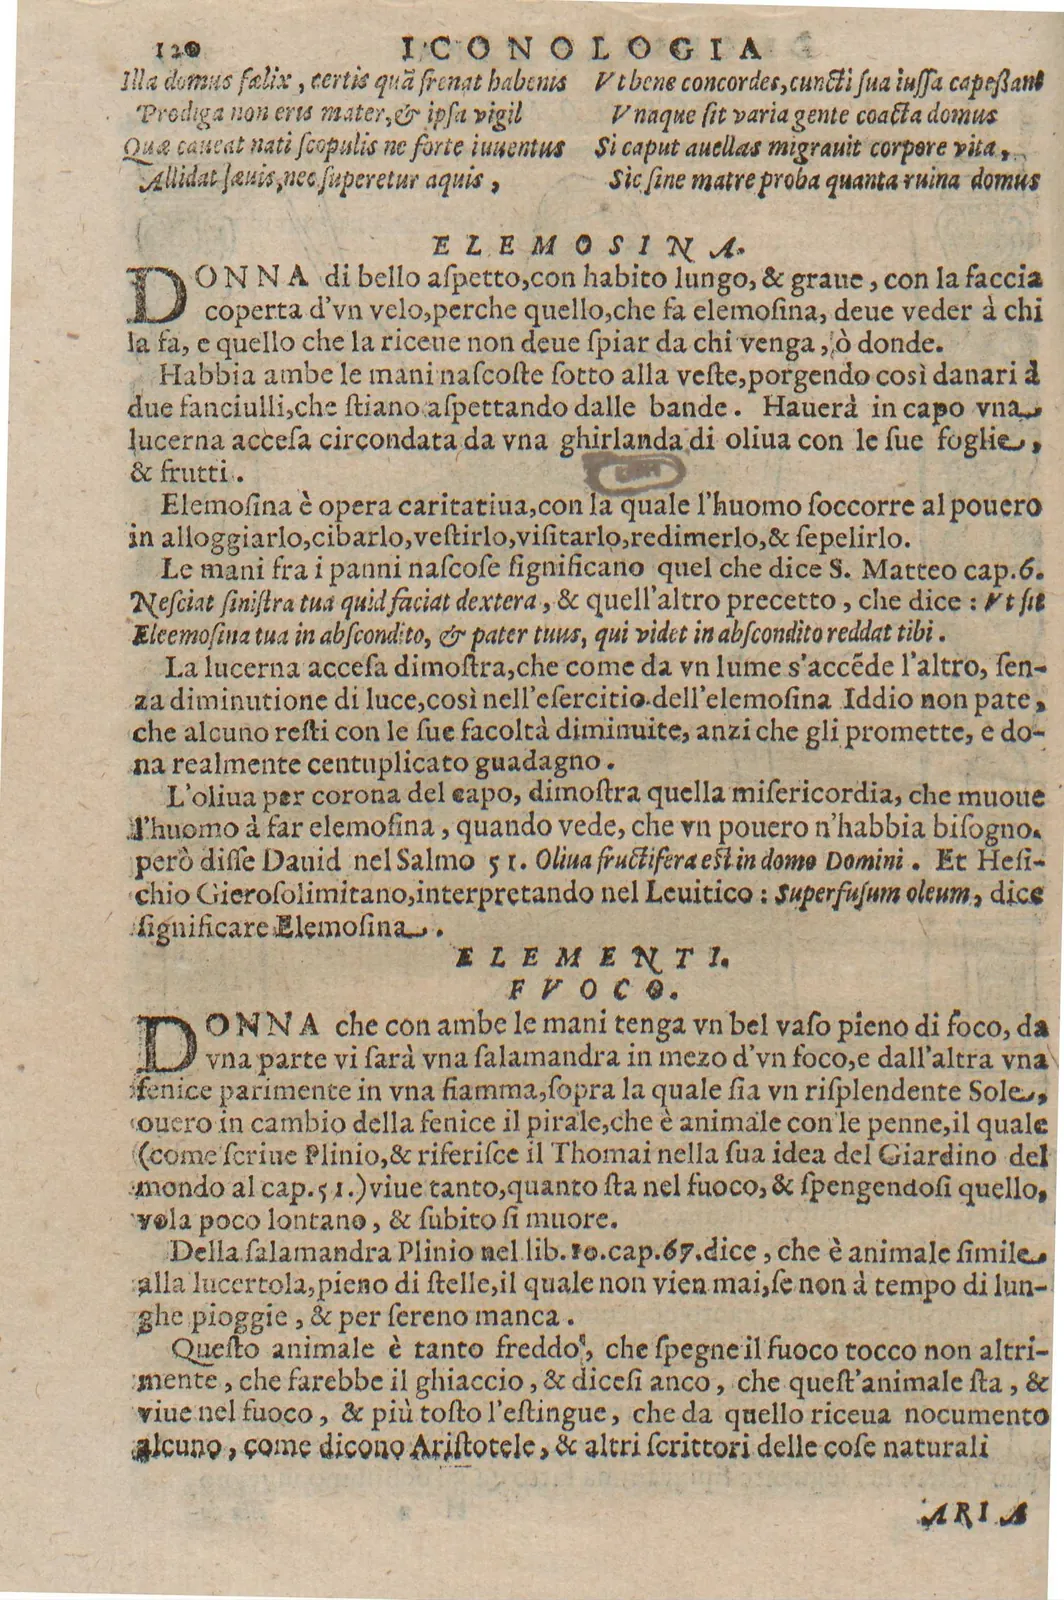 120 ICONOLOGIA
Illa domus fœlix, certis quã frenat habenis
Prodiga non eris mater, & ipsa vigil
Quæ caueat nati scopulis ne forte iuuentus
Allidat sæuis, nec superetur aquis,
Vt bene concordes, cuncti sua iussa capeßant
Vnaque sit varia gente coacta domus
Si caput auellas migrauit corpore vita,
Sic sine matre proba quanta ruina domus
ELEMOSINA.
DONNA di bello aſpetto,con habito lungo, & graue, con la faccia
coperta d'vn velo,perche quello,che fa elemoſina, deue veder à chi
la fa, e quello che la riceue non deue ſpiar da chi venga, ò donde.
Habbia ambe le mani naſcoſte ſotto alla veſte,porgendo così danari à
due fanciulli,che ſtiano aſpettando dalle bande. Hauerà in capo vna
lucerna acceſa circondata da vna ghirlanda di oliua con le ſue foglie,
& frutti.
Elemoſina è opera caritatiua,con la quale l'huomo ſoccorre al pouero
in alloggiarlo,cibarlo,veſtirlo,viſitarlo,redimerlo,& ſepelirlo.
Le mani fra i panni naſcoſe ſignificano quel che dice S. Matteo cap.6.
Neſciat ſiniſtra tua quid faciat dextera, & quell'altro precetto, che dice: Vt ſit
Eleemoſina tua in abſcondito, & pater tuus, qui videt in abſcondito reddat tibi.
La lucerna acceſa dimoſtra,che come da vn lume s'accẽde l'altro, ſen-
za diminutione di luce,così nell'eſercitio dell'elemoſina Iddio non pate,
che alcuno reſti con le ſue facoltà diminuite, anzi che gli promette, e do-
na realmente centuplicato guadagno.
L'oliua per corona del capo, dimoſtra quella miſericordia, che muoue
l'huomo à far elemoſina, quando vede, che vn pouero n'habbia biſogno.
però diſſe Dauid nel Salmo 51. Oliua fructifera eſt in domo Domini. Et Heſi-
chio Gieroſolimitano,interpretando nel Leuitico: Superfuſum oleum, dice
ſignificare Elemoſina.
ELEMENTI.
FVOCO.
DONNA che con ambe le mani tenga vn bel vaſo pieno di foco, da
vna parte vi ſarà vna ſalamandra in mezo d'vn foco,e dall'altra vna
fenice parimente in vna fiamma,ſopra la quale ſia vn riſplendente Sole,
ouero in cambio della fenice il pirale,che è animale con le penne,il quale
(come ſcriue Plinio,& riferiſce il Thomai nella ſua idea del Giardino del
mondo al cap.51.)viue tanto,quanto ſta nel fuoco, & ſpengendoſi quello,
vola poco lontano, & ſubito ſi muore.
Della ſalamandra Plinio nel lib.10.cap.67.dice, che è animale ſimile
alla lucertola,pieno di ſtelle,il quale non vien mai,ſe non à tempo di lun-
ghe pioggie, & per ſereno manca.
Queſto animale è tanto freddo, che ſpegne il fuoco tocco non altri-
mente, che farebbe il ghiaccio, & diceſi anco, che queſt'animale ſta, &
viue nel fuoco, & più toſto l'eſtingue, che da quello riceua nocumento
alcuno, come dicono Ariſtotele, & altri ſcrittori delle coſe naturali
ARIA